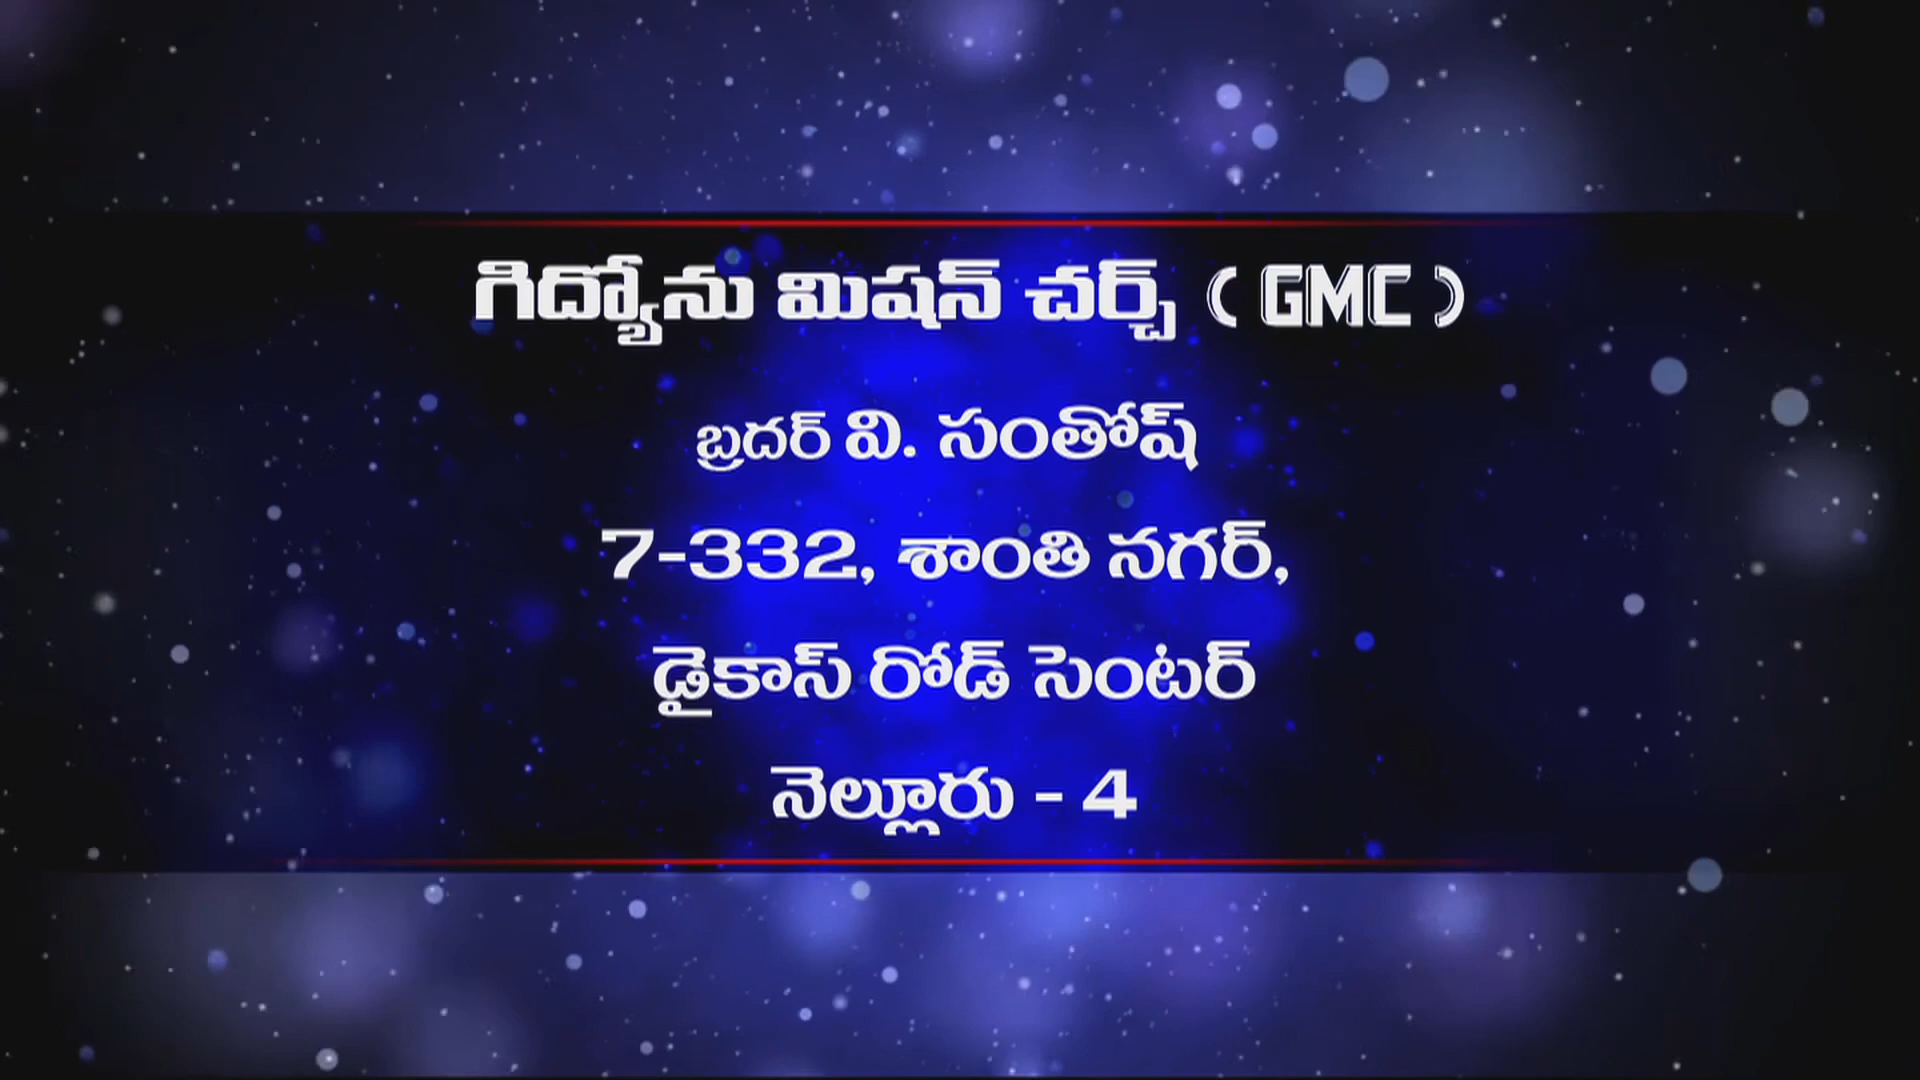 గిద్యోను మిషన్ చర్చ్ ( GMC )
బ్రదర్ వి. సంతోష్
7-332, శాంతి నగర్,
డైకాస్ రోడ్ సెంటర్
నెల్లూరు - 4